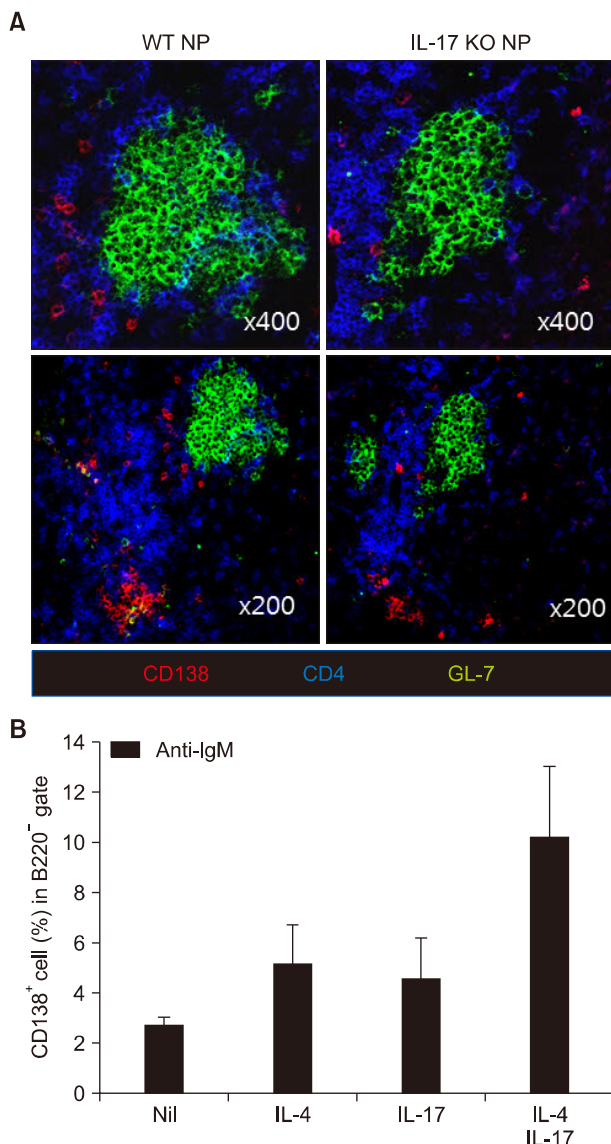 A
WT NP
IL-17 KO NP
x400
x400
x200
x200
CD138 CD4 GL-7
B
Anti-IgM
CD138⁺ cell (%) in B220⁻ gate
14
12
10
8
6
4
2
0
Nil
IL-4
IL-17
IL-4
IL-17